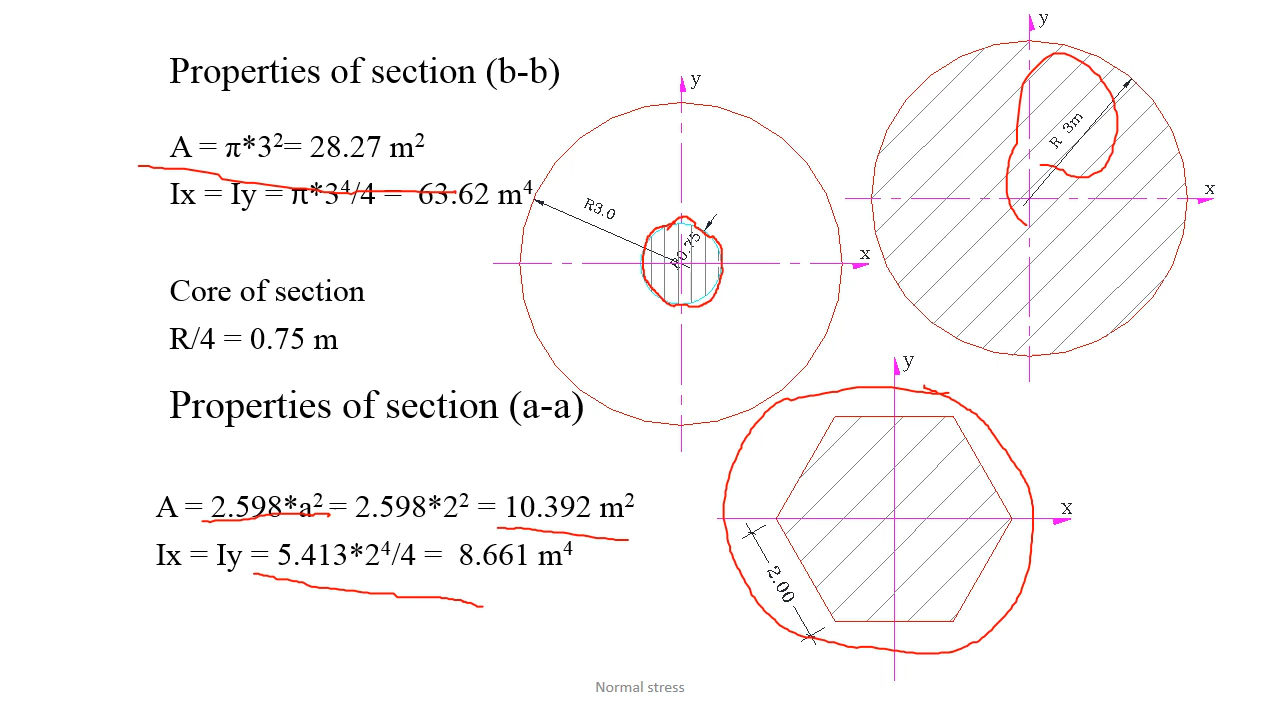 Properties of section (b-b)
A = π*3²= 28.27 m²
Ix = Iy = π*3⁴/4 = 63.62 m⁴
Core of section
R/4 = 0.75 m
Properties of section (a-a)
A = 2.598*a² = 2.598*2² = 10.392 m²
Ix = Iy = 5.413*2⁴/4 = 8.661 m⁴
y
R3.0
R0.75
x
y
R 3m
x
y
x
2.00
Normal stress